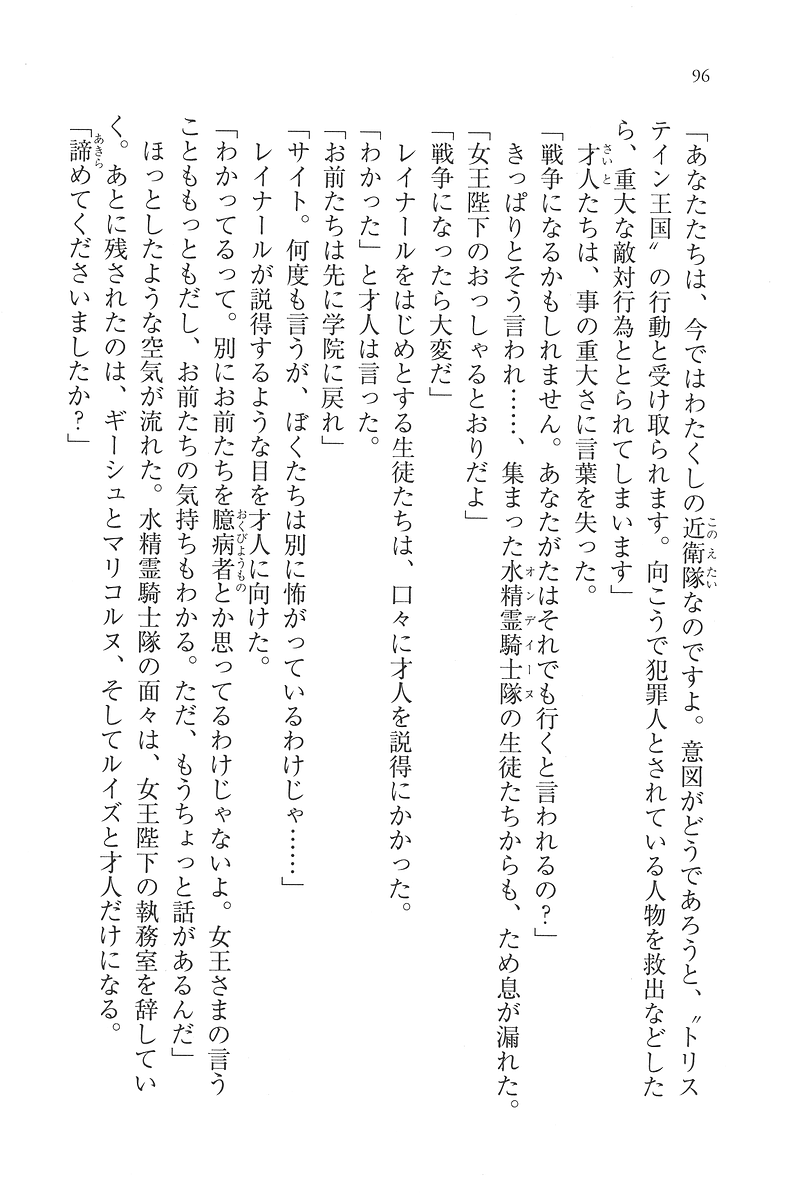 96
「あなたたちは、今ではわたくしの近衛隊なのですよ。意図がどうであろうと、〝トリス
テイン王国〟の行動と受け取られます。向こうで犯罪人とされている人物を救出などした
ら、重大な敵対行為ととられてしまいます」
才人たちは、事の重大さに言葉を失った。
「戦争になるかもしれません。あなたがたはそれでも行くと言われるの？」
きっぱりとそう言われ……、集まった水精霊騎士隊の生徒たちからも、ため息が漏れた。
「女王陛下のおっしゃるとおりだよ」
「戦争になったら大変だ」
レイナールをはじめとする生徒たちは、口々に才人を説得にかかった。
「わかった」と才人は言った。
「お前たちは先に学院に戻れ」
「サイト。何度も言うが、ぼくたちは別に怖がっているわけじゃ……」
レイナールが説得するような目を才人に向けた。
「わかってるって。別にお前たちを臆病者とか思ってるわけじゃないよ。女王さまの言う
こともっともだし、お前たちの気持ちもわかる。ただ、もうちょっと話があるんだ」
ほっとしたような空気が流れた。水精霊騎士隊の面々は、女王陛下の執務室を辞してい
く。あとに残されたのは、ギーシュとマリコルヌ、そしてルイズと才人だけになる。
「諦めてくださいましたか？」